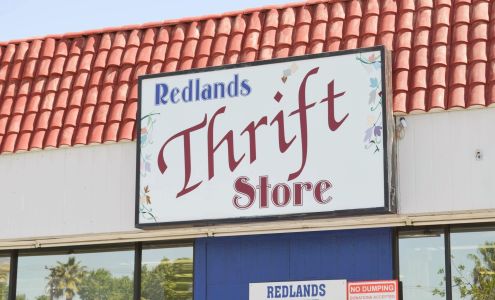 Redlands
Thrift
Store
REDLANDS
NO DUMPING